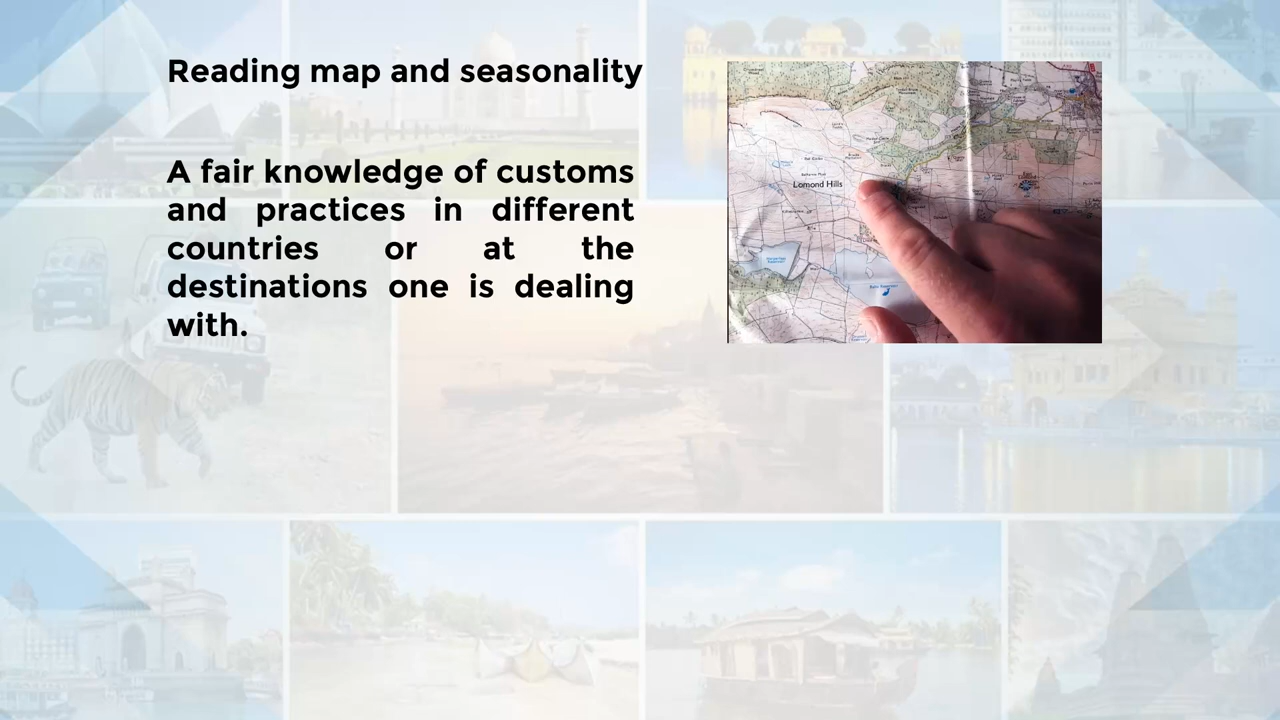 Reading map and seasonality
A fair knowledge of customs
and practices in different
countries or at the
destinations one is dealing
with.
Lomond Hills